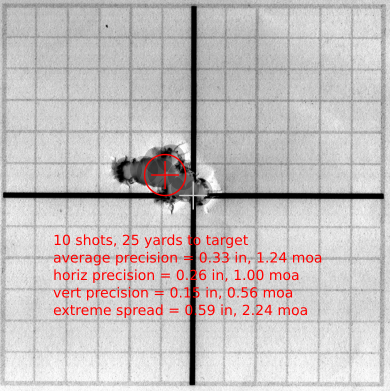 10 shots, 25 yards to target
average precision = 0.33 in, 1.24 moa
horiz precision = 0.26 in, 1.00 moa
vert precision = 0.15 in, 0.56 moa
extreme spread = 0.59 in, 2.24 moa